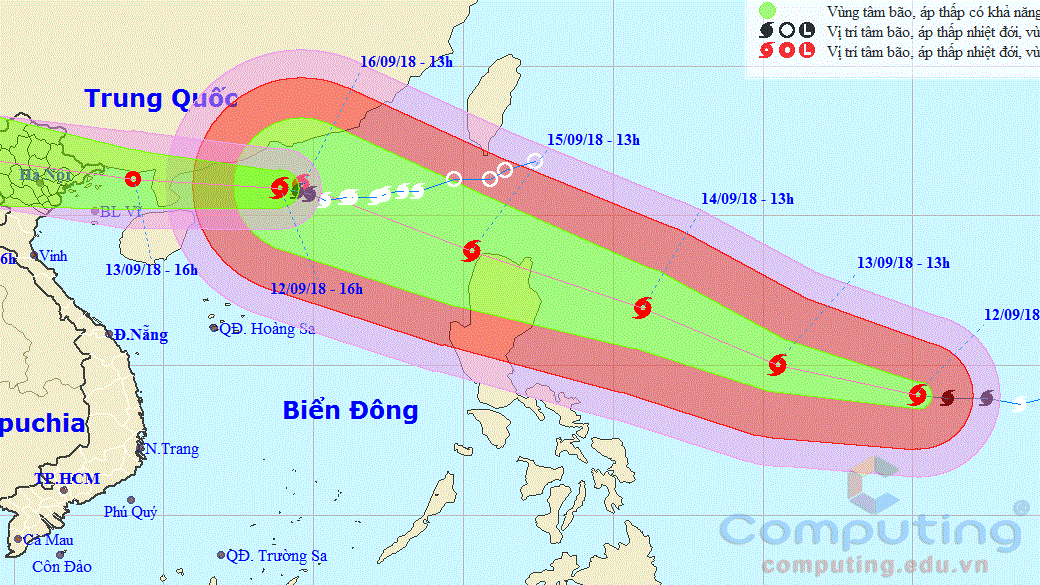 Vùng tâm bão, áp thấp có khả năng
Vị trí tâm bão, áp thấp nhiệt đới, vù
Vị trí tâm bão, áp thấp nhiệt đới, vù
16/09/18 - 13h
Trung Quốc
15/09/18 - 13h
Hà Nội
14/09/18 - 13h
BL Vĩ
6h
Vinh
13/09/18 - 16h
13/09/18 - 13h
12/09/18 - 16h
12/09/18
QĐ. Hoàng Sa
Đ.Nẵng
Biển Đông
puchia
N.Trang
TP.HCM
Phú Quý
Cà Mau
Côn Đảo
QĐ. Trường Sa
Computing®
computing.edu.vn